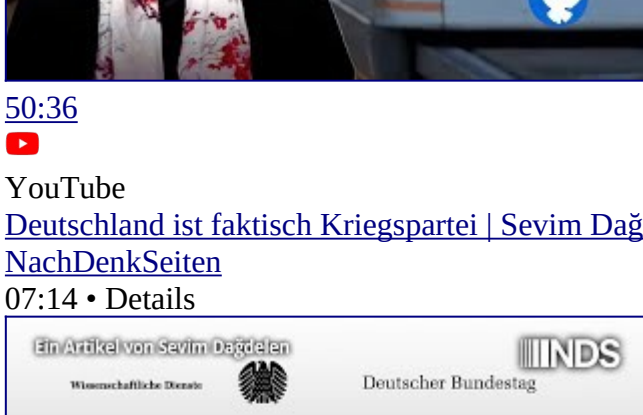 50:36
YouTube
Deutschland ist faktisch Kriegspartei | Sevim Dağ
NachDenkSeiten
07:14 • Details
Ein Artikel von Sevim Dağdelen
NDS
Wissenschaftliche Dienste
Deutscher Bundestag